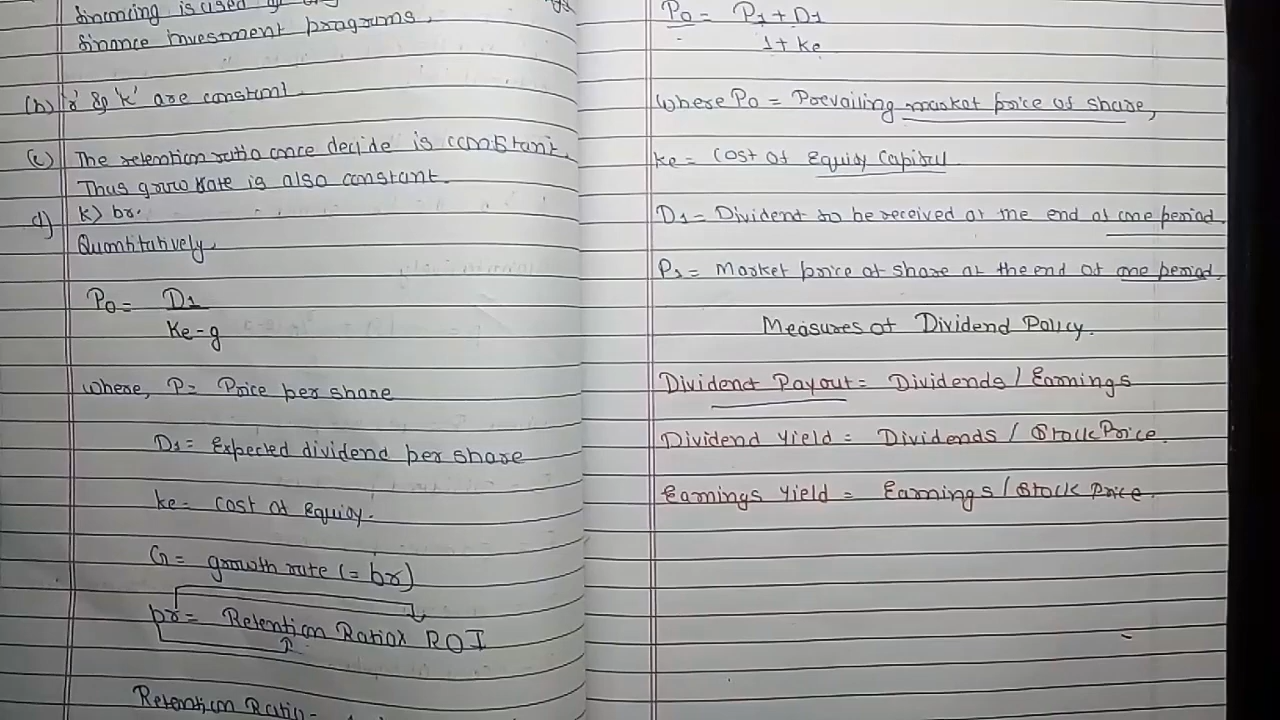 financing is used
finance investment programs.
(b) 'r' & 'k' are constant.
(c) The retention ratio once decide is constant.
Thus grow rate is also constant.
d) k > br.
Quantitatively.
P0 = D1
Ke-g
where, P = Price per share
D1 = Expected dividend per share
ke = cost of equity.
G = growth rate (= br)
br = Retention Ratio x ROI
Retention Ratio =
P0 = P1 + D1
1 + ke
where P0 = Prevailing market price of share,
ke = cost of equity capital.
D1 = Dividend to be received at the end of one period.
P1 = Market price of share at the end of one period.
Measures of Dividend Policy.
Dividend Payout = Dividends / Earnings
Dividend Yield = Dividends / Stock Price.
Earnings Yield = Earnings / Stock Price.